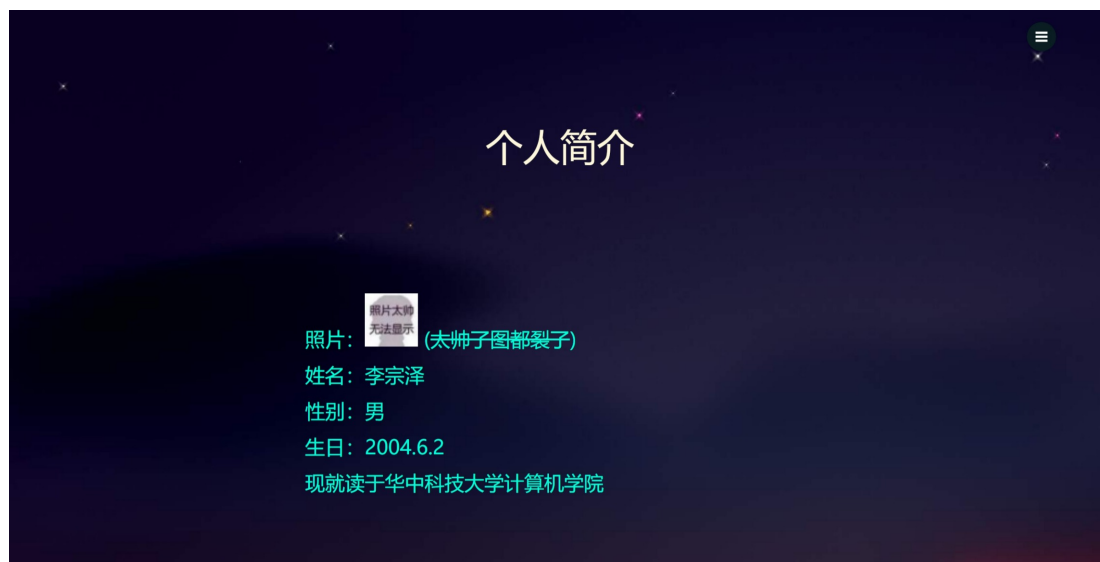 个人简介
照片太帅
无法显示
照片：(太帅了图都裂了)
姓名：李宗泽
性别：男
生日：2004.6.2
现就读于华中科技大学计算机学院